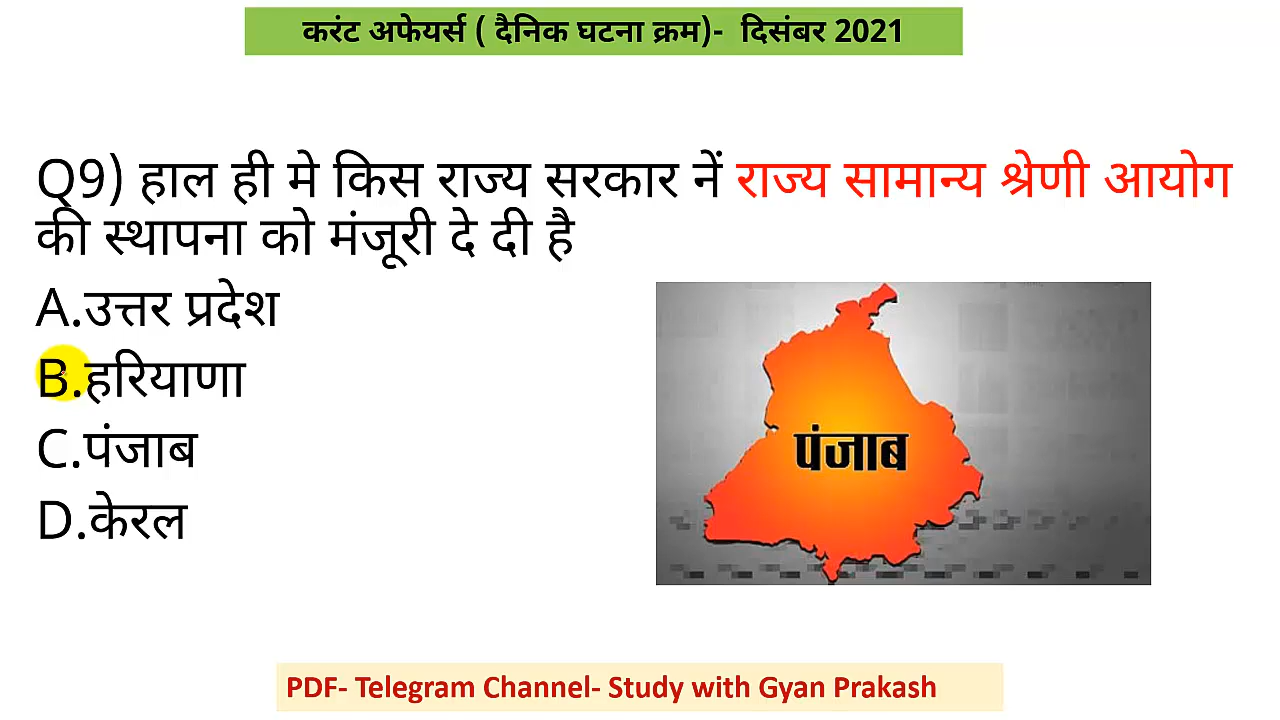 करंट अफेयर्स ( दैनिक घटना क्रम)- दिसंबर 2021
Q9) हाल ही मे किस राज्य सरकार नें राज्य सामान्य श्रेणी आयोग
की स्थापना को मंजूरी दे दी है
A.उत्तर प्रदेश
B.हरियाणा
C.पंजाब
D.केरल
पंजाब
PDF- Telegram Channel- Study with Gyan Prakash